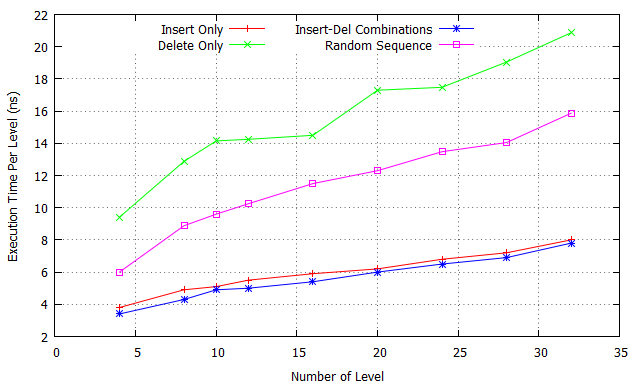 22
20
18
16
14
12
10
8
6
4
2
Execution Time Per Level (ns)
Insert Only
Delete Only
Insert-Del Combinations
Random Sequence
0 5 10 15 20 25 30 35
Number of Level